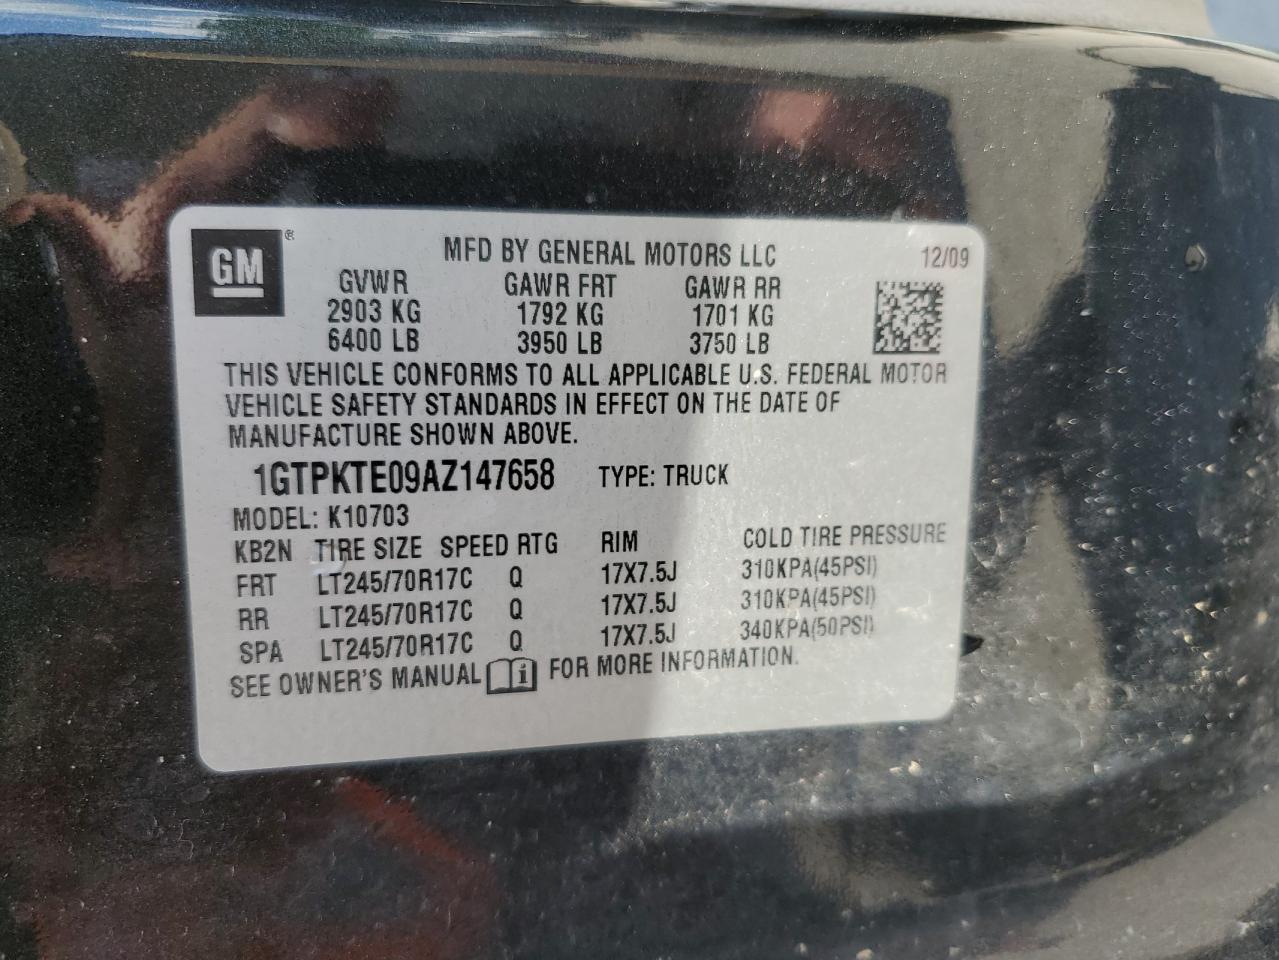 GM ®
MFD BY GENERAL MOTORS LLC 12/09
GVWR GAWR FRT GAWR RR
2903 KG 1792 KG 1701 KG
6400 LB 3950 LB 3750 LB
THIS VEHICLE CONFORMS TO ALL APPLICABLE U.S. FEDERAL MOTOR
VEHICLE SAFETY STANDARDS IN EFFECT ON THE DATE OF
MANUFACTURE SHOWN ABOVE.
1GTPKTE09AZ147658 TYPE: TRUCK
MODEL: K10703
KB2N TIRE SIZE SPEED RTG RIM COLD TIRE PRESSURE
FRT LT245/70R17C Q 17X7.5J 310KPA(45PSI)
RR LT245/70R17C Q 17X7.5J 310KPA(45PSI)
SPA LT245/70R17C Q 17X7.5J 340KPA(50PSI)
SEE OWNER'S MANUAL i FOR MORE INFORMATION.